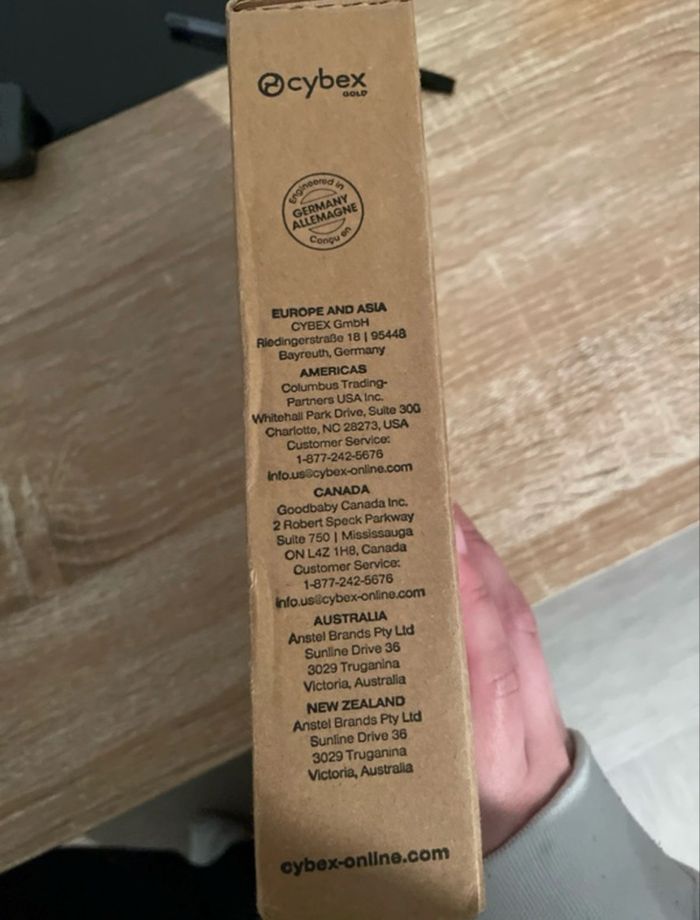 cybex
GOLD
Engineered in
GERMANY
ALLEMAGNE
Conçu en
EUROPE AND ASIA
CYBEX GmbH
Riedingerstraße 18 | 95448
Bayreuth, Germany
AMERICAS
Columbus Trading-
Partners USA Inc.
Whitehall Park Drive, Suite 300
Charlotte, NC 28273, USA
Customer Service:
1-877-242-5676
info.us@cybex-online.com
CANADA
Goodbaby Canada Inc.
2 Robert Speck Parkway
Suite 750 | Mississauga
ON L4Z 1H8, Canada
Customer Service:
1-877-242-5676
info.us@cybex-online.com
AUSTRALIA
Anstel Brands Pty Ltd
Sunline Drive 36
3029 Truganina
Victoria, Australia
NEW ZEALAND
Anstel Brands Pty Ltd
Sunline Drive 36
3029 Truganina
Victoria, Australia
cybex-online.com